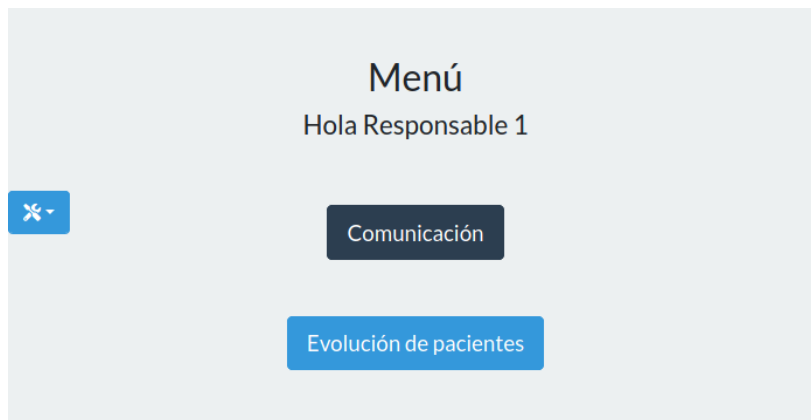 Menú
Hola Responsable 1
Comunicación
Evolución de pacientes